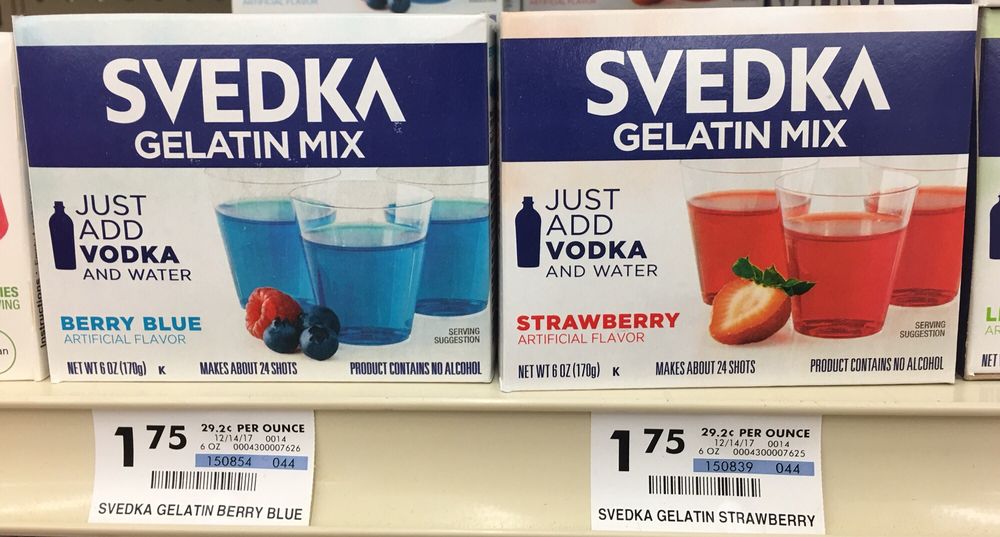 SVEDKA
GELATIN MIX
JUST
ADD
VODKA
AND WATER
BERRY BLUE
ARTIFICIAL FLAVOR
SERVING
SUGGESTION
NET WT 6 OZ (170g) K MAKES ABOUT 24 SHOTS PRODUCT CONTAINS NO ALCOHOL
SVEDKA
GELATIN MIX
JUST
ADD
VODKA
AND WATER
STRAWBERRY
ARTIFICIAL FLAVOR
SERVING
SUGGESTION
NET WT 6 OZ (170g) K MAKES ABOUT 24 SHOTS PRODUCT CONTAINS NO ALCOHOL
Instructions
NET
1 75
29.2¢ PER OUNCE
12/14/17 0014
6 OZ 0004300007626
150854 044
SVEDKA GELATIN BERRY BLUE
1 75
29.2¢ PER OUNCE
12/14/17 0014
6 OZ 0004300007625
150839 044
SVEDKA GELATIN STRAWBERRY